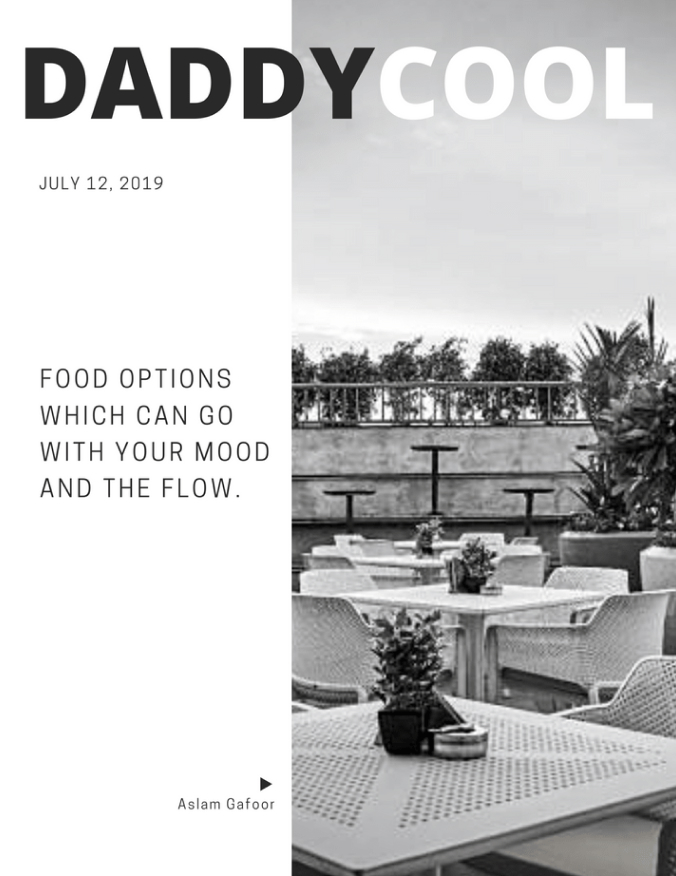 DADDYCOOL
JULY 12, 2019
FOOD OPTIONS
WHICH CAN GO
WITH YOUR MOOD
AND THE FLOW.
Aslam Gafoor